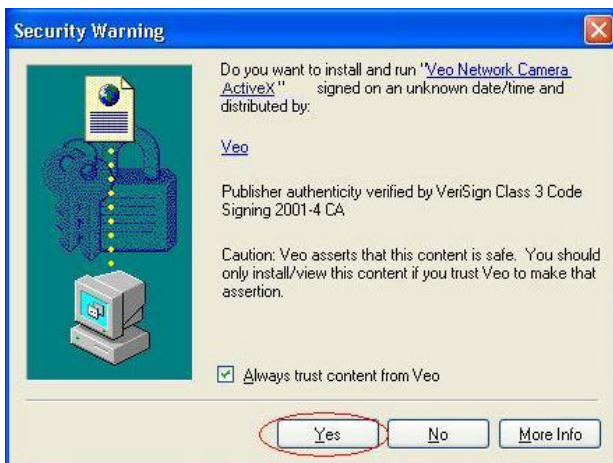 Security Warning
Do you want to install and run "Veo Network Camera
ActiveX" signed on an unknown date/time and
distributed by:
Veo
Publisher authenticity verified by VeriSign Class 3 Code
Signing 2001-4 CA
Caution: Veo asserts that this content is safe. You should
only install/view this content if you trust Veo to make that
assertion.
Always trust content from Veo
Yes No More Info